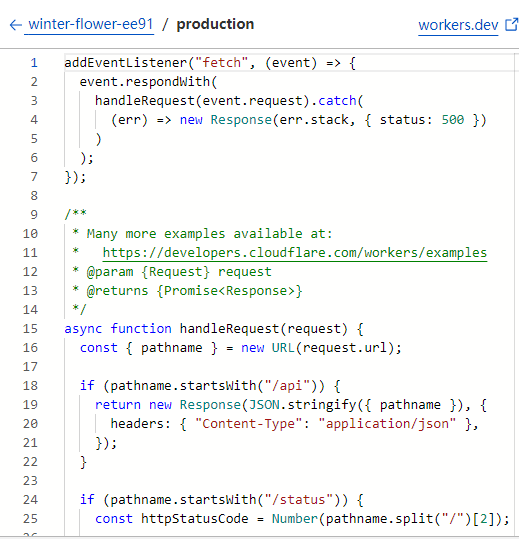 ← winter-flower-ee91 / production workers.dev
1 addEventListener("fetch", (event) => {
2 event.respondWith(
3 handleRequest(event.request).catch(
4 (err) => new Response(err.stack, { status: 500 })
5 )
6 );
7 });
8
9 /**
10 * Many more examples available at:
11 * https://developers.cloudflare.com/workers/examples
12 * @param {Request} request
13 * @returns {Promise<Response>}
14 */
15 async function handleRequest(request) {
16 const { pathname } = new URL(request.url);
17
18 if (pathname.startsWith("/api")) {
19 return new Response(JSON.stringify({ pathname }), {
20 headers: { "Content-Type": "application/json" },
21 });
22 }
23
24 if (pathname.startsWith("/status")) {
25 const httpStatusCode = Number(pathname.split("/")[2]);